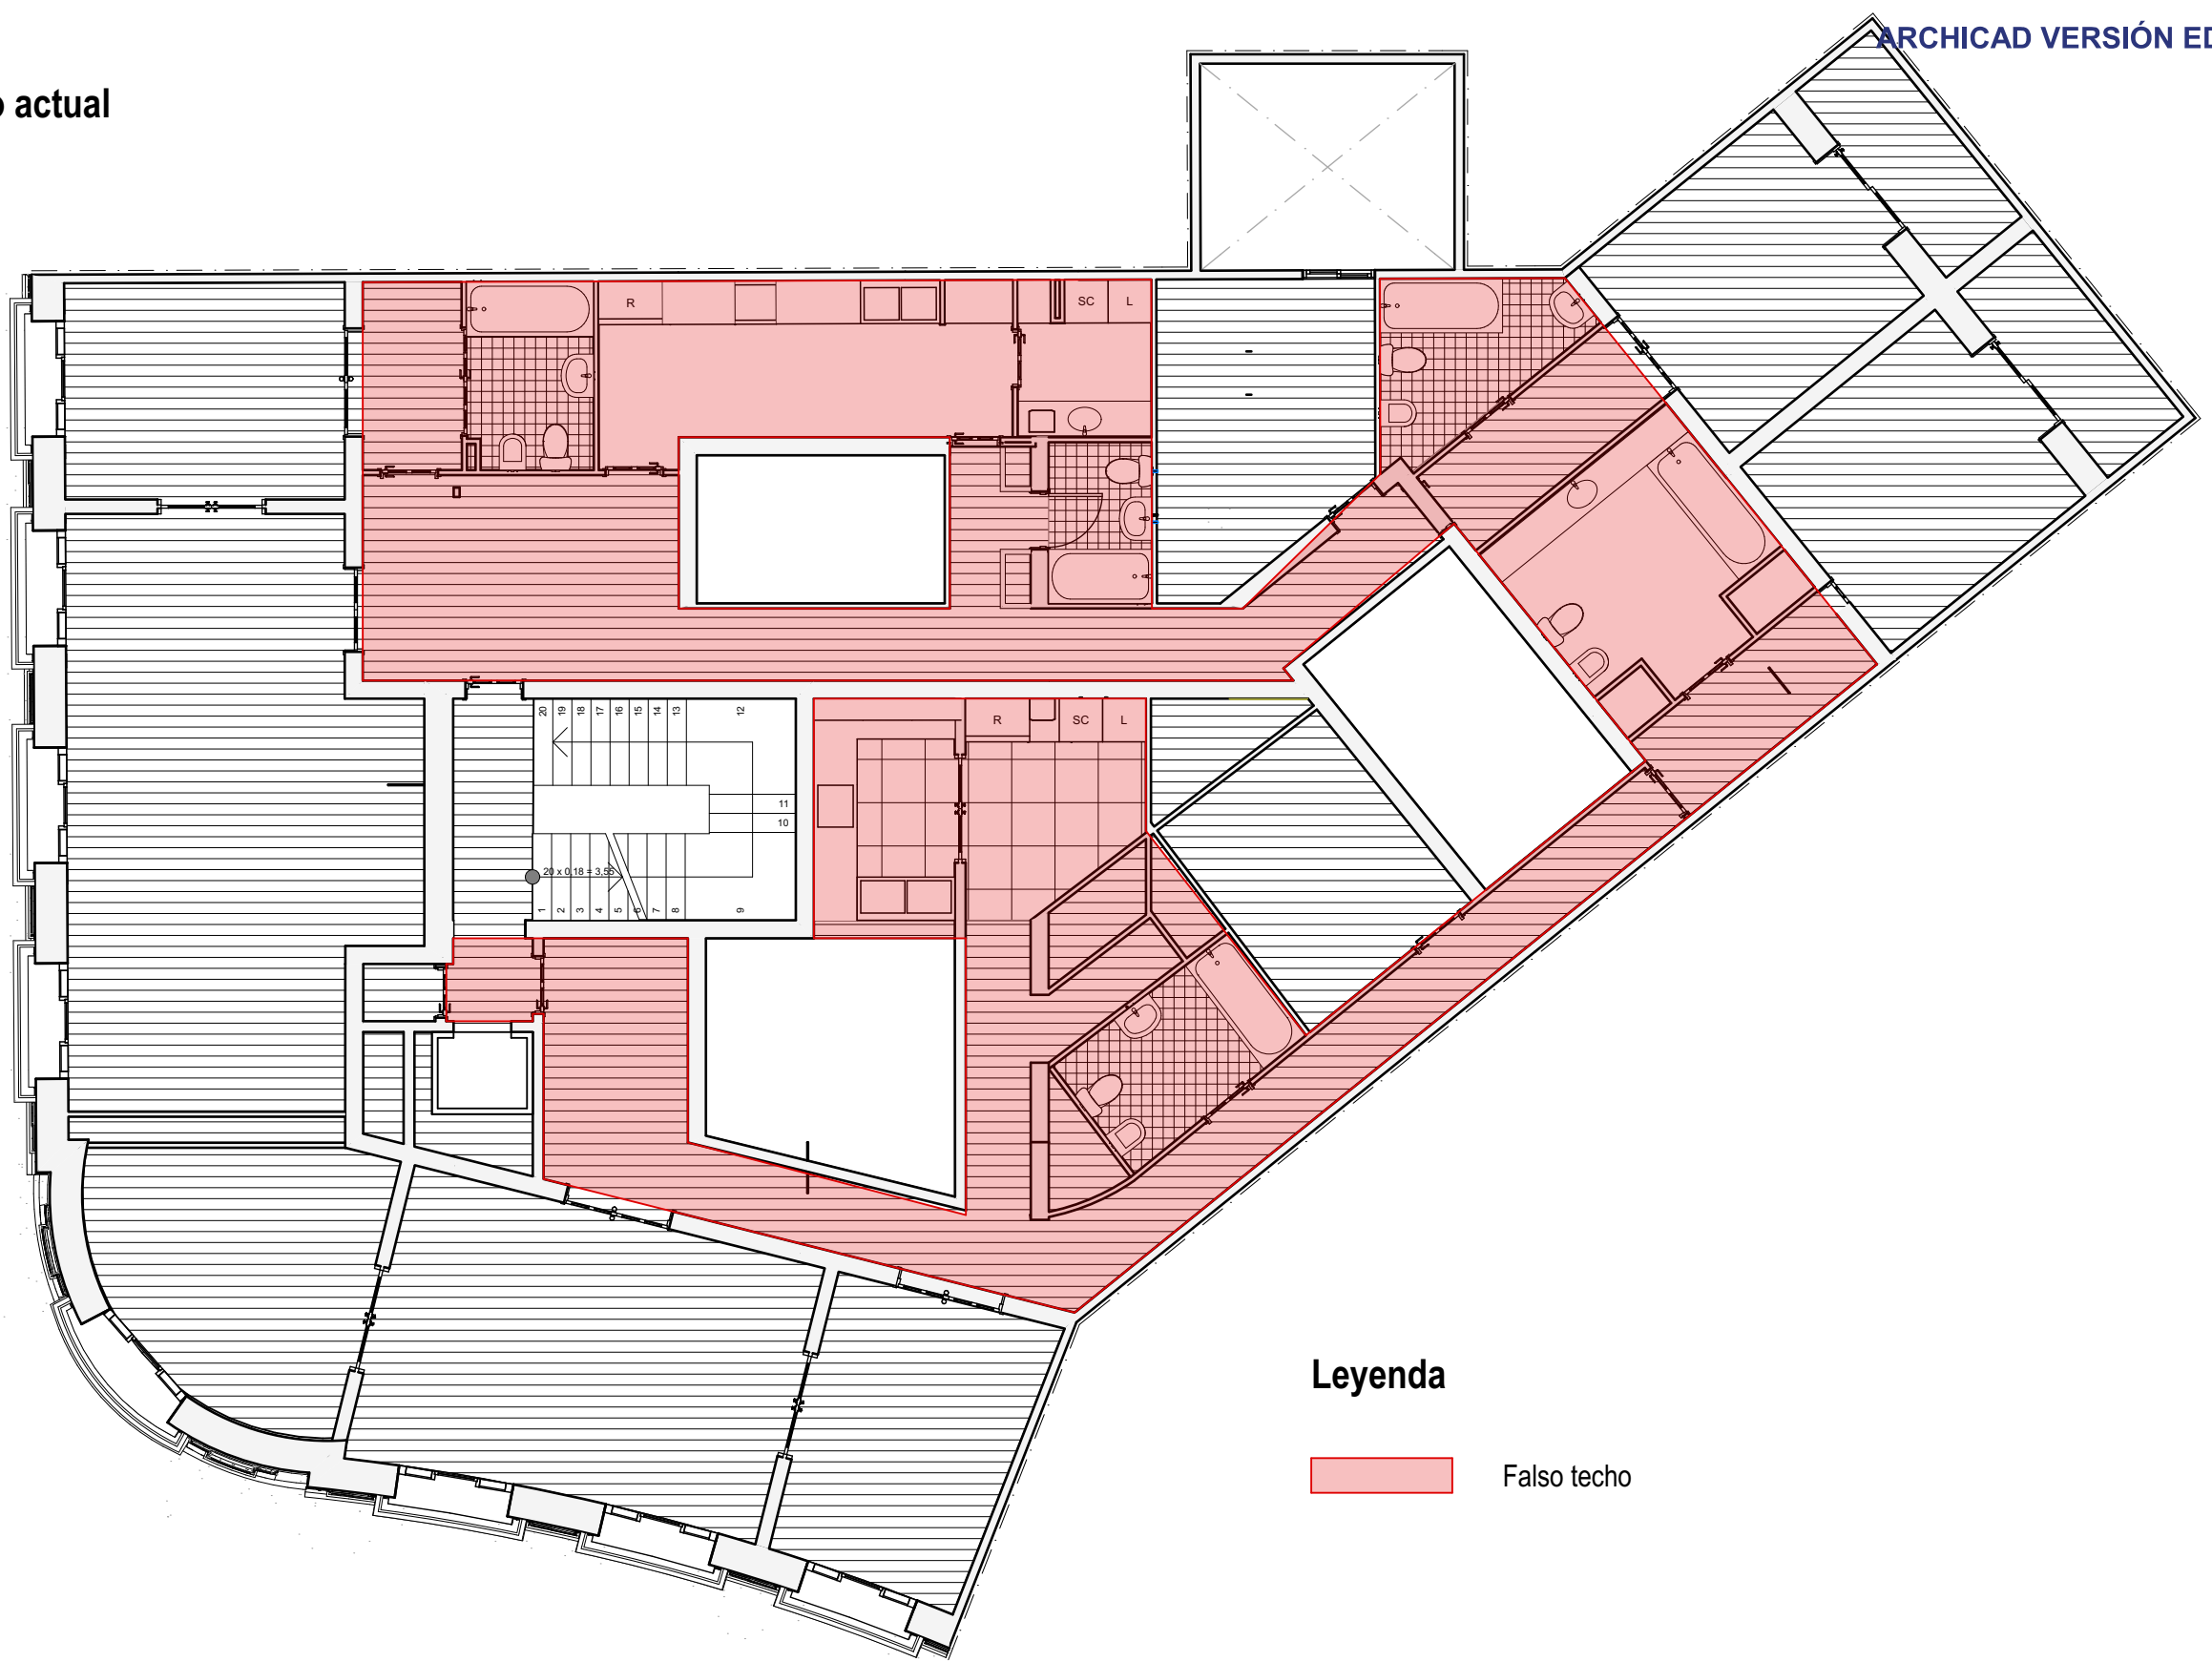 ARCHICAD VERSIÓN ED
o actual
R
SC L
R SC L
20 19 18 17 16 15 14 13 12
11
10
20 x 0,18 = 3,55
1 2 3 4 5 6 7 8 9
Leyenda
Falso techo